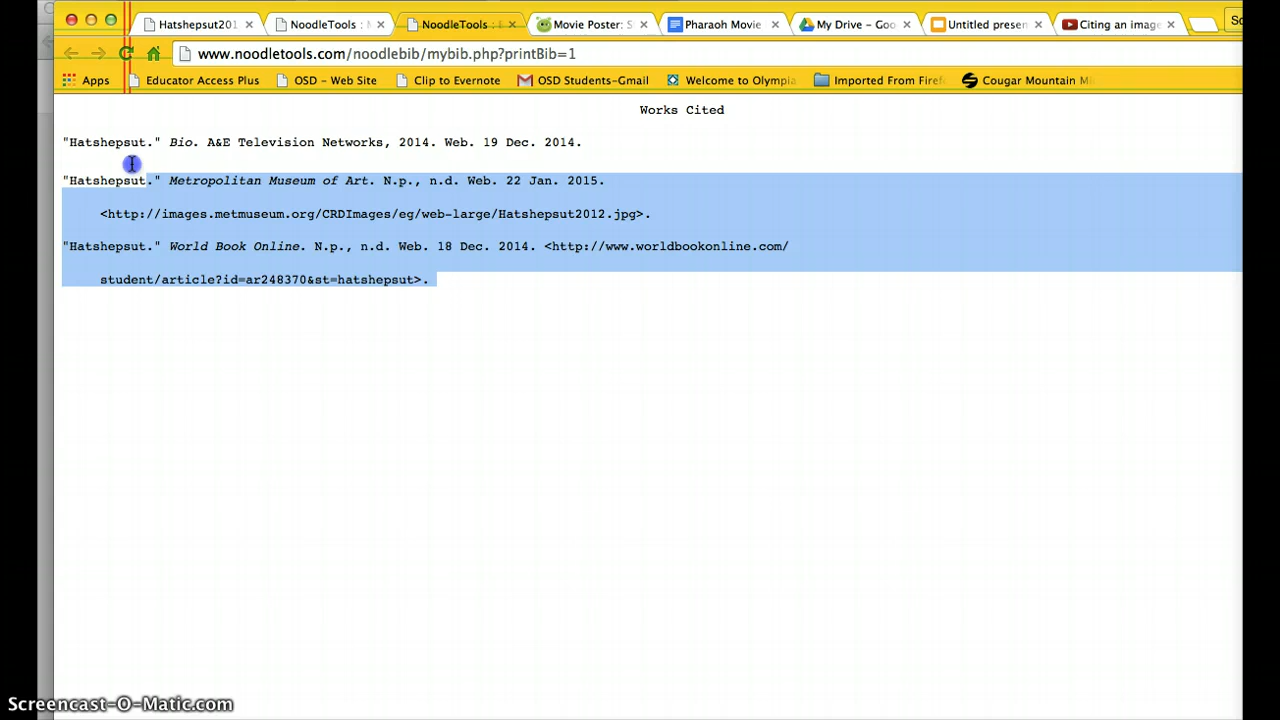 Hatshepsut201
NoodleTools : M
NoodleTools :
Movie Poster: S
Pharaoh Movie
My Drive – Goo
Untitled presen
Citing an image
www.noodletools.com/noodlebib/mybib.php?printBib=1
Apps
Educator Access Plus
OSD - Web Site
Clip to Evernote
OSD Students-Gmail
Welcome to Olympia
Imported From Firef
Cougar Mountain Mi
Works Cited
"Hatshepsut." Bio. A&E Television Networks, 2014. Web. 19 Dec. 2014.
"Hatshepsut." Metropolitan Museum of Art. N.p., n.d. Web. 22 Jan. 2015.
<http://images.metmuseum.org/CRDImages/eg/web-large/Hatshepsut2012.jpg>.
"Hatshepsut." World Book Online. N.p., n.d. Web. 18 Dec. 2014. <http://www.worldbookonline.com/
student/article?id=ar248370&st=hatshepsut>.
Screencast-O-Matic.com